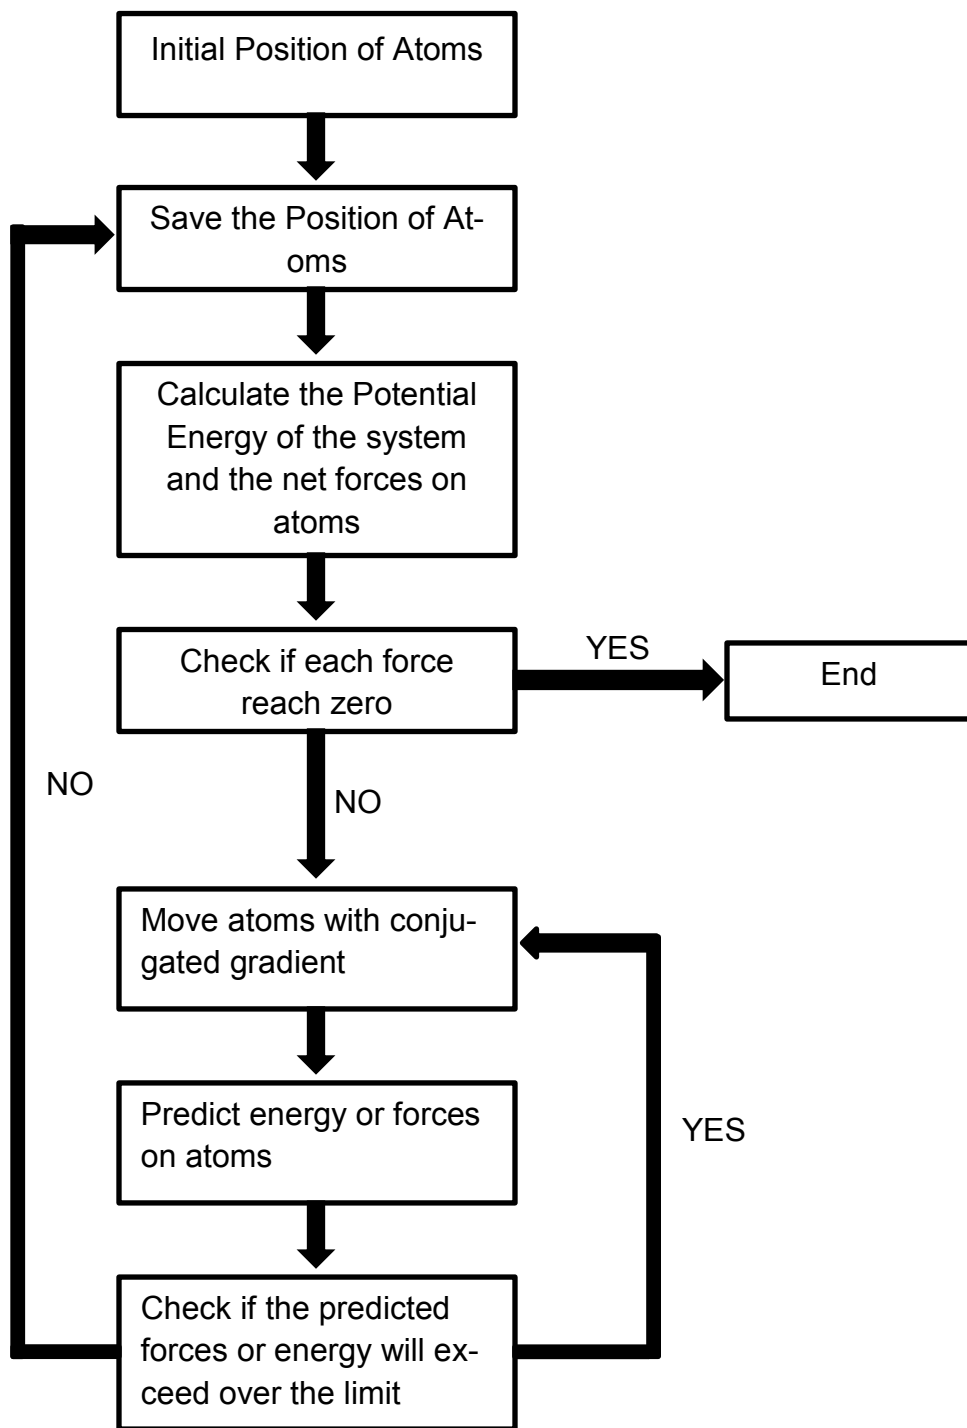 Initial Position of Atoms
Save the Position of At-
oms
Calculate the Potential
Energy of the system
and the net forces on
atoms
Check if each force
reach zero
YES
End
NO
NO
Move atoms with conju-
gated gradient
Predict energy or forces
on atoms
YES
Check if the predicted
forces or energy will ex-
ceed over the limit